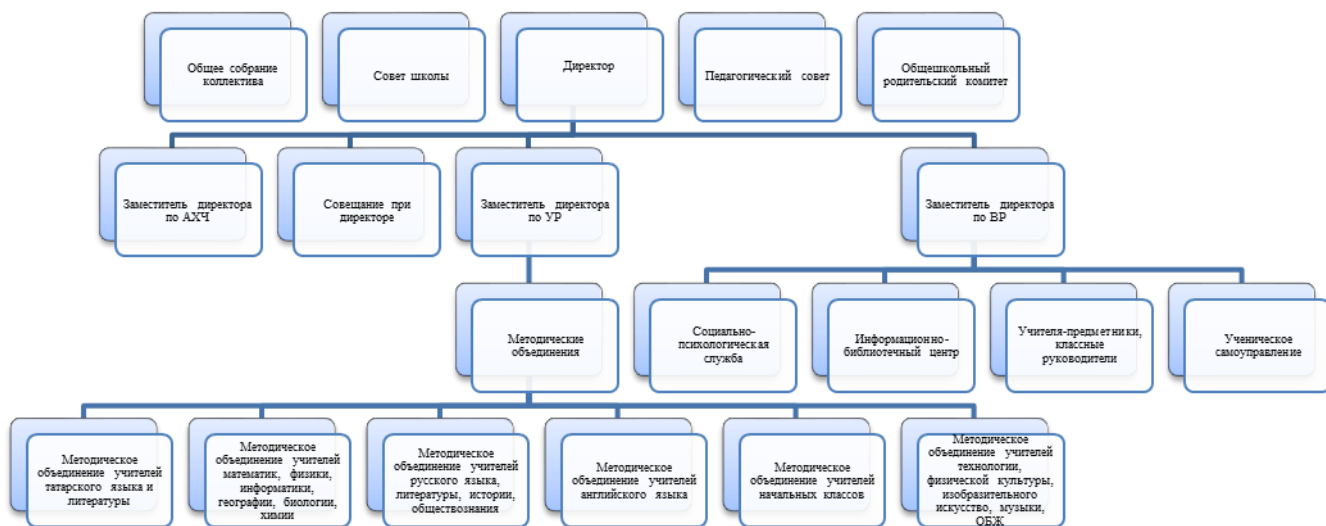 Общее собрание
коллектива
Совет школы
Директор
Педагогический совет
Общешкольный
родительский комитет
Заместитель директора
по АХЧ
Совещание при
директоре
Заместитель директора
по УР
Заместитель директора
по ВР
Методические
объединения
Социально-
психологическая
служба
Информационно-
библиотечный центр
Учителя-предметники,
классные
руководители
Ученическое
самоуправление
Методическое
объединение учителей
татарского языка и
литературы
Методическое
объединение учителей
математик, физики,
информатики,
географии, биологии,
химии
Методическое
объединение учителей
русского языка,
литературы, истории,
обществознания
Методическое
объединение учителей
английского языка
Методическое
объединение учителей
начальных классов
Методическое
объединение учителей
технологии,
физической культуры,
изобразительного
искусство, музыки,
ОБЖ